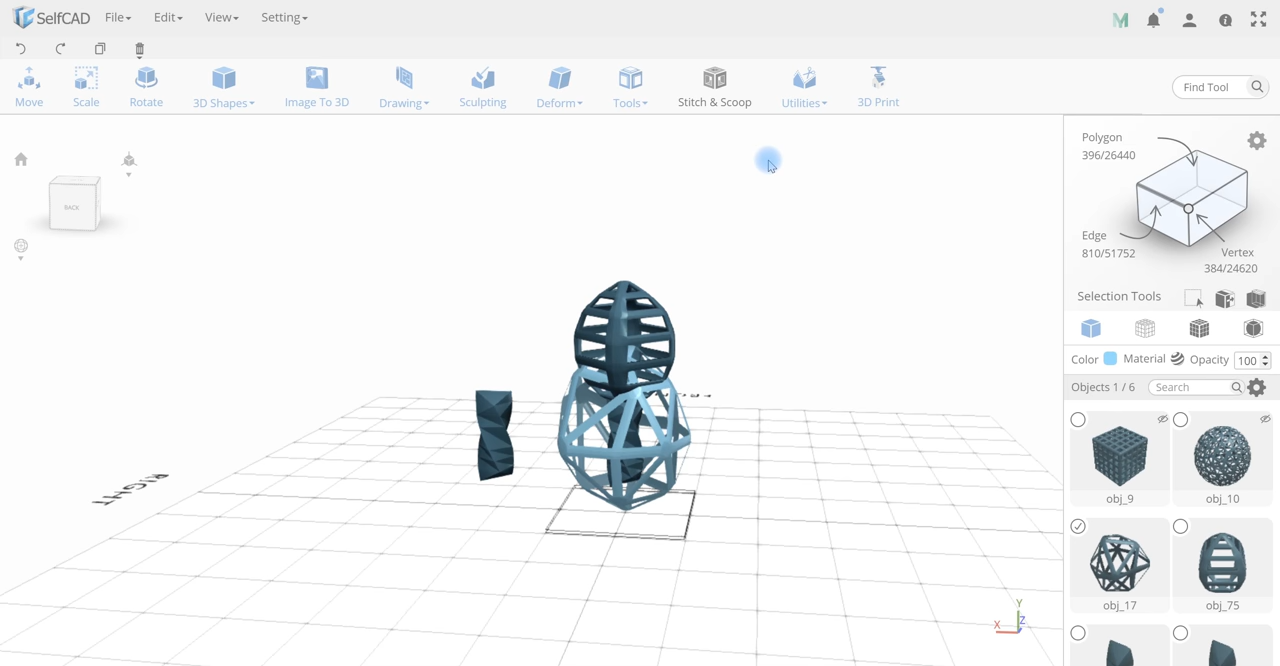 SelfCAD File Edit View Setting
Move Scale Rotate 3D Shapes Image To 3D Drawing Sculpting Deform Tools Stitch & Scoop Utilities 3D Print Find Tool
Polygon
396/26440
BACK
Edge
810/51752
Vertex
384/24620
Selection Tools
Color Material Opacity 100
Objects 1 / 6 Search
obj_9 obj_10
RIGHT
obj_17 obj_75
Y
X Z